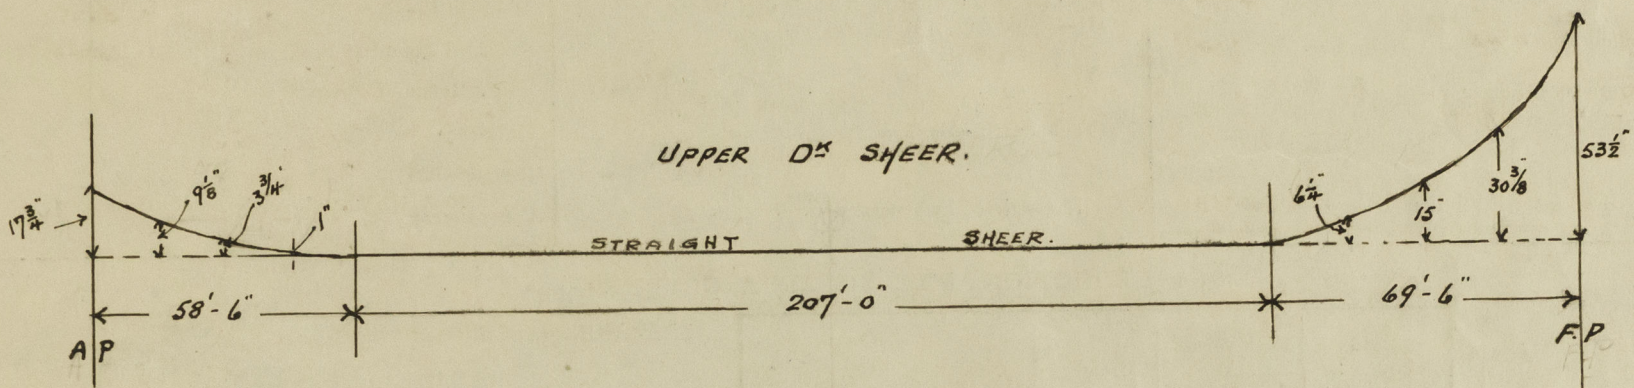 UPPER Dᴷ SHEER.
53½"
30⅜
15"
6¼"
17¾"
9⅛"
3¾"
1"
STRAIGHT SHEER.
58'-6"
207'-0"
69'-6"
A P
F.P